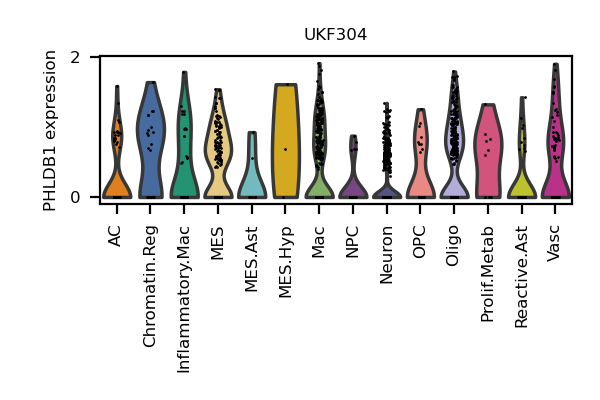 UKF304
PHLDB1 expression
2
0
AC
Chromatin.Reg
Inflammatory.Mac
MES
MES.Ast
MES.Hyp
Mac
NPC
Neuron
OPC
Oligo
Prolif.Metab
Reactive.Ast
Vasc